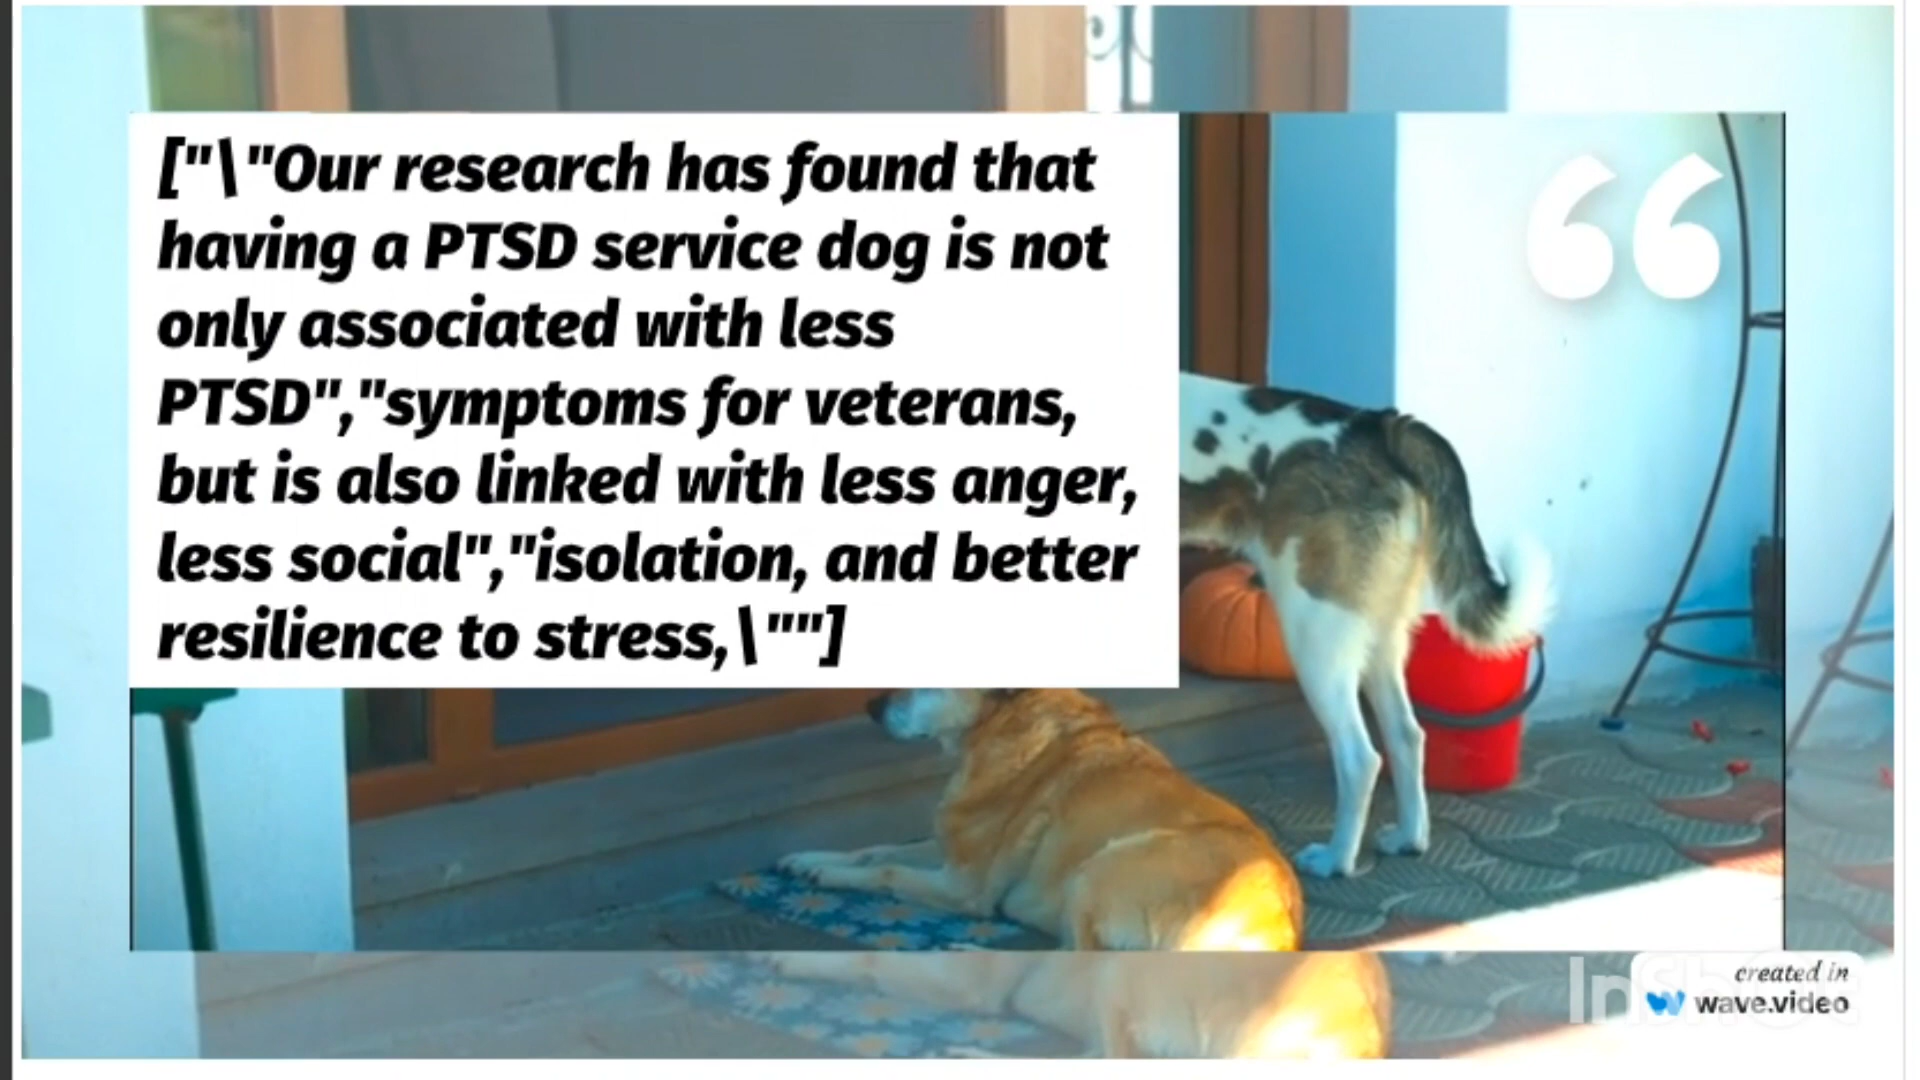 ["\"Our research has found that
having a PTSD service dog is not
only associated with less
PTSD","symptoms for veterans,
but is also linked with less anger,
less social","isolation, and better
resilience to stress,\""]
“
created in
wave.video
InShot